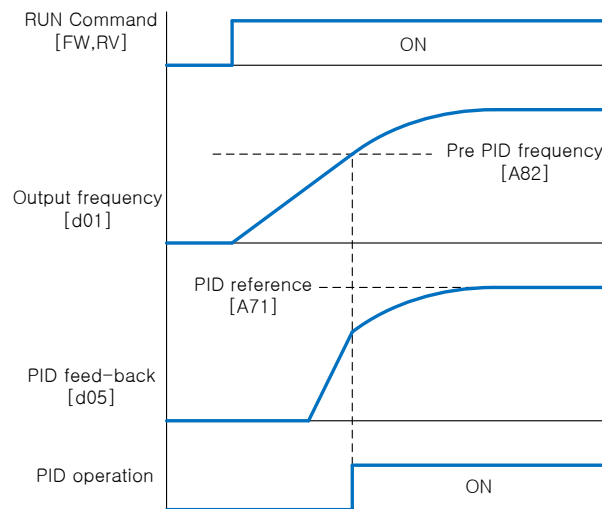 RUN Command
[FW,RV]
ON
Pre PID frequency
[A82]
Output frequency
[d01]
PID reference
[A71]
PID feed-back
[d05]
PID operation
ON